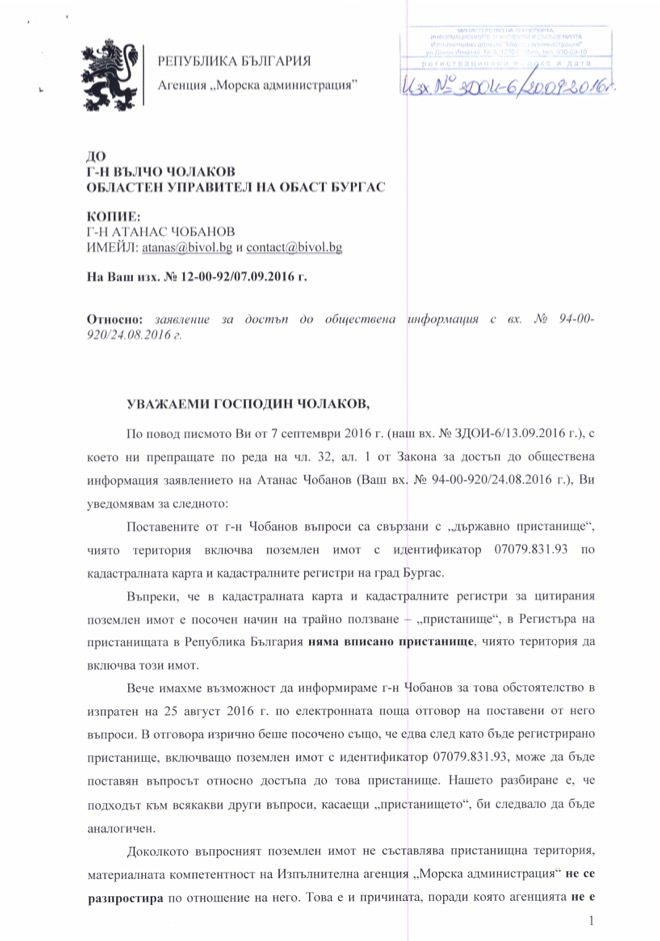 РЕПУБЛИКА БЪЛГАРИЯ
Агенция „Морска администрация”
Изх. № ЗДОИ-6/20.09.2016г.
регистрационен и дата
ДО
Г-Н ВЪЛЧО ЧОЛАКОВ
ОБЛАСТЕН УПРАВИТЕЛ НА ОБАСТ БУРГАС
КОПИЕ:
Г-Н АТАНАС ЧОБАНОВ
ИМЕЙЛ: atanas@bivol.bg и contact@bivol.bg
На Ваш изх. № 12-00-92/07.09.2016 г.
Относно: заявление за достъп до обществена информация с вх. № 94-00-
920/24.08.2016 г.
УВАЖАЕМИ ГОСПОДИН ЧОЛАКОВ,
По повод писмото Ви от 7 септември 2016 г. (наш вх. № ЗДОИ-6/13.09.2016 г.), с
което ни препращате по реда на чл. 32, ал. 1 от Закона за достъп до обществена
информация заявлението на Атанас Чобанов (Ваш вх. № 94-00-920/24.08.2016 г.), Ви
уведомявам за следното:
Поставените от г-н Чобанов въпроси са свързани с „държавно пристанище“,
чиято територия включва поземлен имот с идентификатор 07079.831.93 по
кадастралната карта и кадастралните регистри на град Бургас.
Въпреки, че в кадастралната карта и кадастралните регистри за цитирания
поземлен имот е посочен начин на трайно ползване – „пристанище“, в Регистъра на
пристанищата в Република България няма вписано пристанище, чиято територия да
включва този имот.
Вече имахме възможност да информираме г-н Чобанов за това обстоятелство в
изпратен на 25 август 2016 г. по електронната поща отговор на поставени от него
въпроси. В отговора изрично беше посочено също, че едва след като бъде регистрирано
пристанище, включващо поземлен имот с идентификатор 07079.831.93, може да бъде
поставян въпросът относно достъпа до това пристанище. Нашето разбиране е, че
подходът към всякакви други въпроси, касаещи „пристанището“, би следвало да бъде
аналогичен.
Доколкото въпросният поземлен имот не съставлява пристанищна територия,
материалната компетентност на Изпълнителна агенция „Морска администрация“ не се
разпростира по отношение на него. Това е и причината, поради която агенцията не е
1